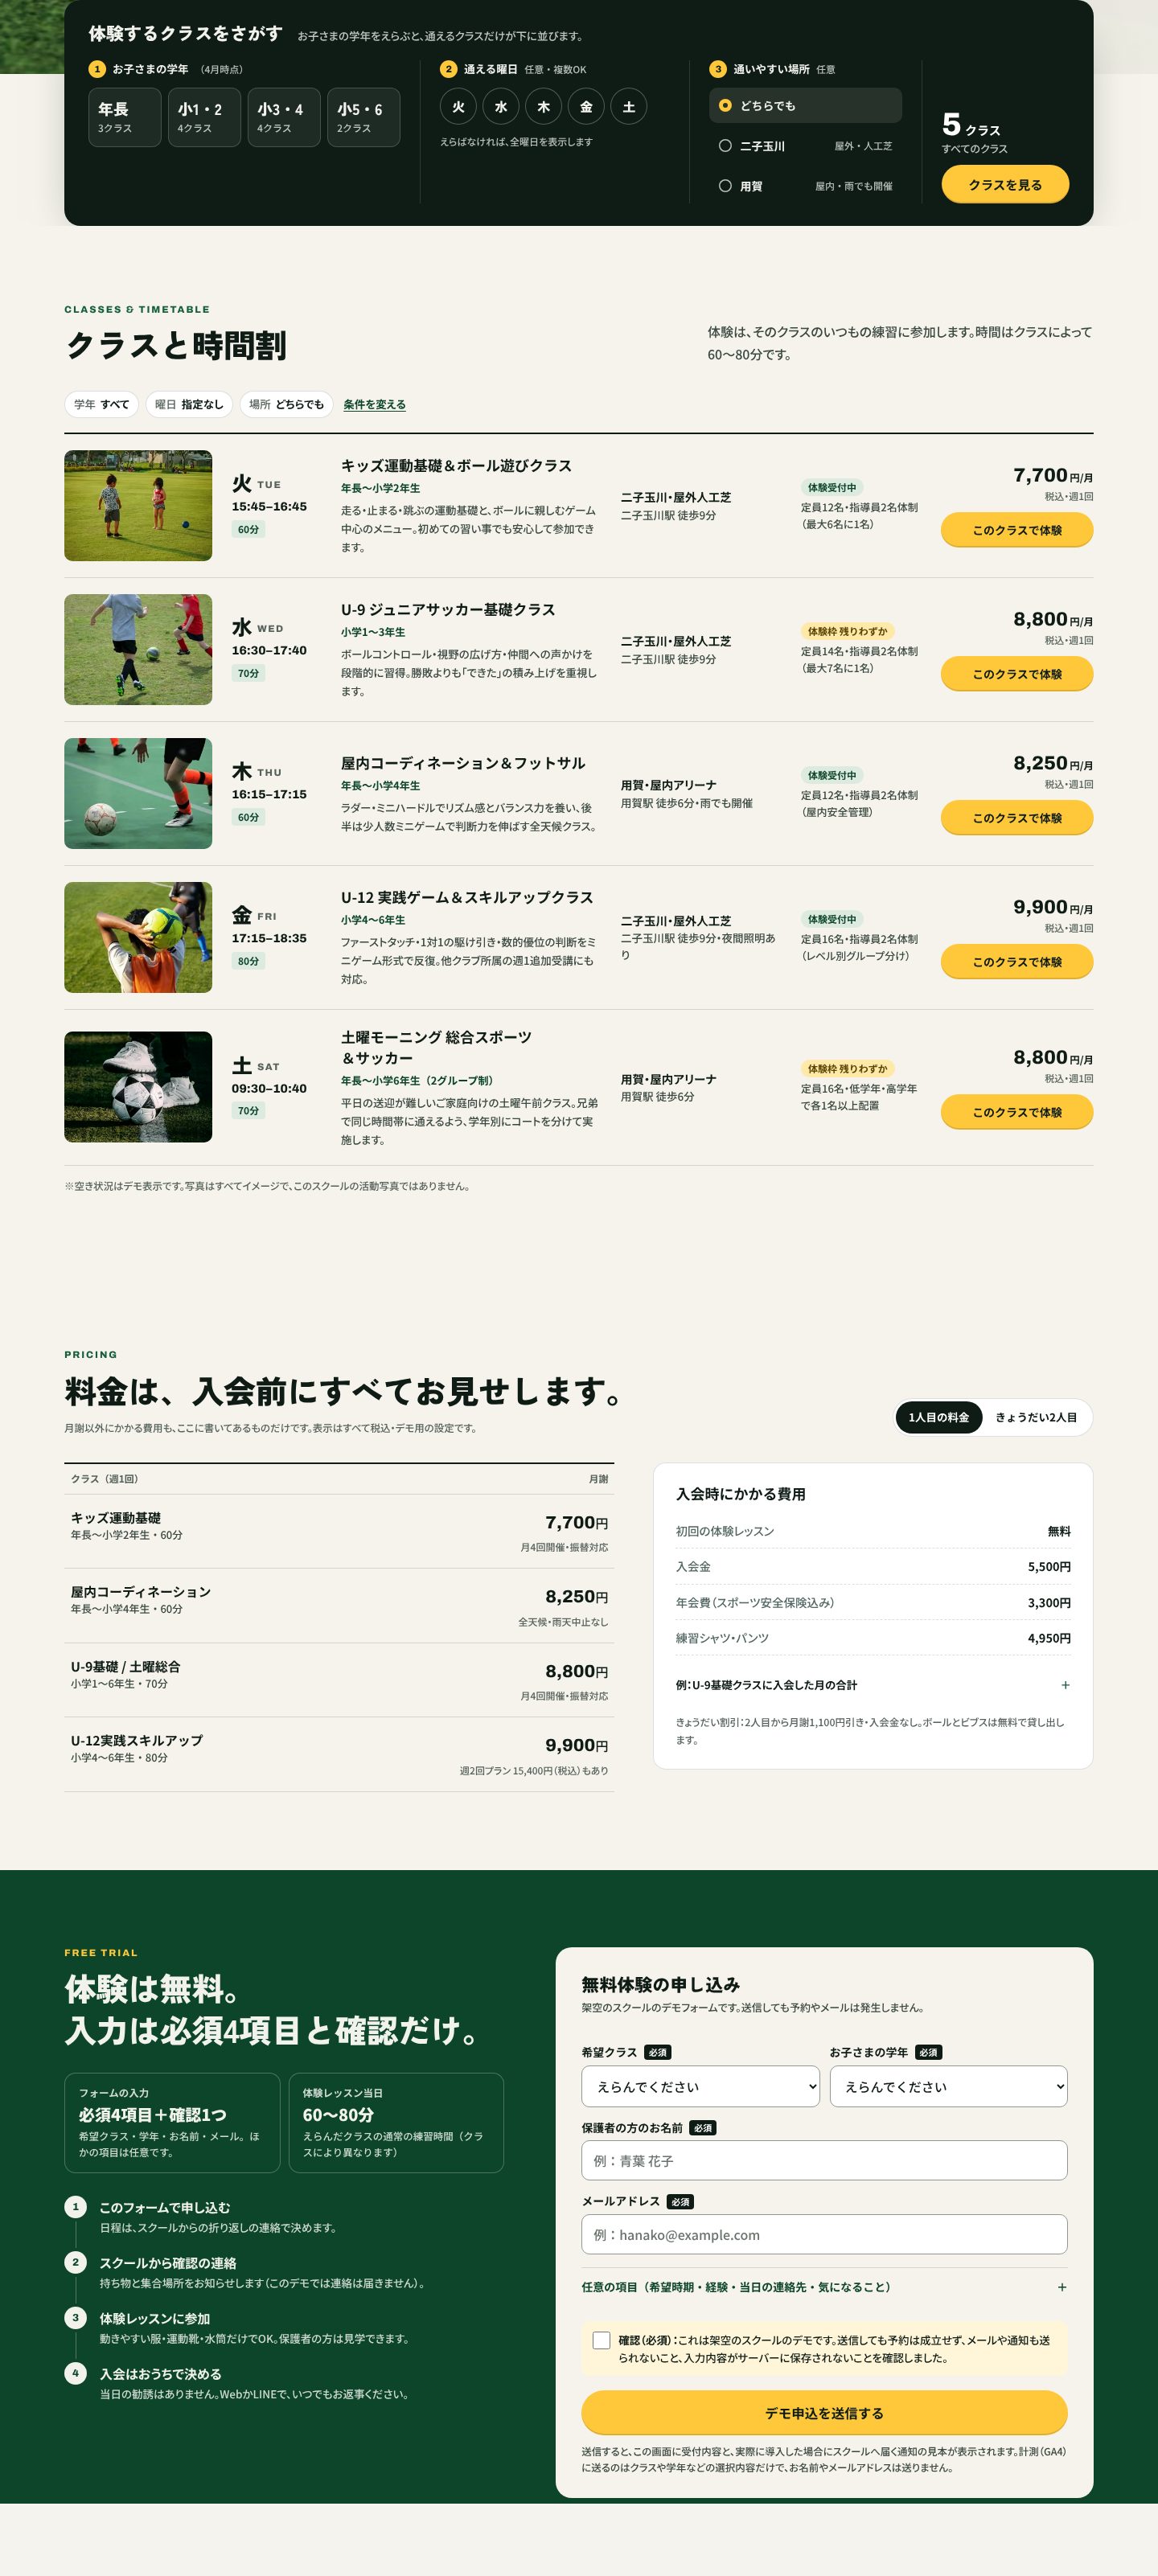 体験するクラスをさがす お子さまの学年をえらぶと、通えるクラスだけが下に並びます。
1 お子さまの学年 （4月時点）
年長
3クラス
小1・2
4クラス
小3・4
4クラス
小5・6
2クラス
2 通える曜日 任意・複数OK
火 水 木 金 土
えらばなければ、全曜日を表示します
3 通いやすい場所 任意
どちらでも
二子玉川 屋外・人工芝
用賀 屋内・雨でも開催
5 クラス
すべてのクラス
クラスを見る
CLASSES & TIMETABLE
クラスと時間割
体験は、そのクラスのいつもの練習に参加します。時間はクラスによって
60〜80分です。
学年 すべて 曜日 指定なし 場所 どちらでも 条件を変える
火 TUE
15:45–16:45
60分
キッズ運動基礎＆ボール遊びクラス
年長〜小学2年生
走る・止まる・跳ぶの運動基礎と、ボールに親しむゲーム
中心のメニュー。初めての習い事でも安心して参加でき
ます。
二子玉川・屋外人工芝
二子玉川駅 徒歩9分
体験受付中
定員12名・指導員2名体制
（最大6名に1名）
7,700円/月
税込・週1回
このクラスで体験
水 WED
16:30–17:40
70分
U-9 ジュニアサッカー基礎クラス
小学1〜3年生
ボールコントロール・視野の広げ方・仲間への声かけを
段階的に習得。勝敗よりも「できた」の積み上げを重視し
ます。
二子玉川・屋外人工芝
二子玉川駅 徒歩9分
体験枠 残りわずか
定員14名・指導員2名体制
（最大7名に1名）
8,800円/月
税込・週1回
このクラスで体験
木 THU
16:15–17:15
60分
屋内コーディネーション＆フットサル
年長〜小学4年生
ラダー・ミニハードルでリズム感とバランス力を養い、後
半は少人数ミニゲームで判断力を伸ばす全天候クラス。
用賀・屋内アリーナ
用賀駅 徒歩6分・雨でも開催
体験受付中
定員12名・指導員2名体制
（屋内安全管理）
8,250円/月
税込・週1回
このクラスで体験
金 FRI
17:15–18:35
80分
U-12 実践ゲーム＆スキルアップクラス
小学4〜6年生
ファーストタッチ・1対1の駆け引き・数的優位の判断をミ
ニゲーム形式で反復。他クラブ所属の週1追加受講にも
対応。
二子玉川・屋外人工芝
二子玉川駅 徒歩9分・夜間照明あ
り
体験受付中
定員16名・指導員2名体制
（レベル別グループ分け）
9,900円/月
税込・週1回
このクラスで体験
土 SAT
09:30–10:40
70分
土曜モーニング 総合スポーツ
＆サッカー
年長〜小学6年生（2グループ制）
平日の送迎が難しいご家庭向けの土曜午前クラス。兄弟
で同じ時間帯に通えるよう、学年別にコートを分けて実
施します。
用賀・屋内アリーナ
用賀駅 徒歩6分
体験枠 残りわずか
定員16名・低学年・高学年
で各1名以上配置
8,800円/月
税込・週1回
このクラスで体験
※空き状況はデモ表示です。写真はすべてイメージで、このスクールの活動写真ではありません。
PRICING
料金は、入会前にすべてお見せします。
月謝以外にかかる費用も、ここに書いてあるものだけです。表示はすべて税込・デモ用の設定です。
1人目の料金 きょうだい2人目
クラス（週1回） 月謝
キッズ運動基礎
年長〜小学2年生・60分
7,700円
月4回開催・振替対応
屋内コーディネーション
年長〜小学4年生・60分
8,250円
全天候・雨天中止なし
U-9基礎 / 土曜総合
小学1〜6年生・70分
8,800円
月4回開催・振替対応
U-12実践スキルアップ
小学4〜6年生・80分
9,900円
週2回プラン 15,400円（税込）もあり
入会時にかかる費用
初回の体験レッスン 無料
入会金 5,500円
年会費（スポーツ安全保険込み） 3,300円
練習シャツ・パンツ 4,950円
例：U-9基礎クラスに入会した月の合計 +
きょうだい割引：2人目から月謝1,100円引き・入会金なし。ボールとビブスは無料で貸し出し
ます。
FREE TRIAL
体験は無料。
入力は必須4項目と確認だけ。
フォームの入力
必須4項目＋確認1つ
希望クラス・学年・お名前・メール。ほ
かの項目は任意です。
体験レッスン当日
60〜80分
えらんだクラスの通常の練習時間（クラ
スにより異なります）
1 このフォームで申し込む
日程は、スクールからの折り返しの連絡で決めます。
2 スクールから確認の連絡
持ち物と集合場所をお知らせします（このデモでは連絡は届きません）。
3 体験レッスンに参加
動きやすい服・運動靴・水筒だけでOK。保護者の方は見学できます。
4 入会はおうちで決める
当日の勧誘はありません。WebかLINEで、いつでもお返事ください。
無料体験の申し込み
架空のスクールのデモフォームです。送信しても予約やメールは発生しません。
希望クラス 必須
えらんでください
お子さまの学年 必須
えらんでください
保護者の方のお名前 必須
例：青葉 花子
メールアドレス 必須
例：hanako@example.com
任意の項目（希望時期・経験・当日の連絡先・気になること） +
確認（必須）：これは架空のスクールのデモです。送信しても予約は成立せず、メールや通知も送
られないこと、入力内容がサーバーに保存されないことを確認しました。
デモ申込を送信する
送信すると、この画面に受付内容と、実際に導入した場合にスクールへ届く通知の見本が表示されます。計測（GA4）
に送るのはクラスや学年などの選択内容だけで、お名前やメールアドレスは送りません。